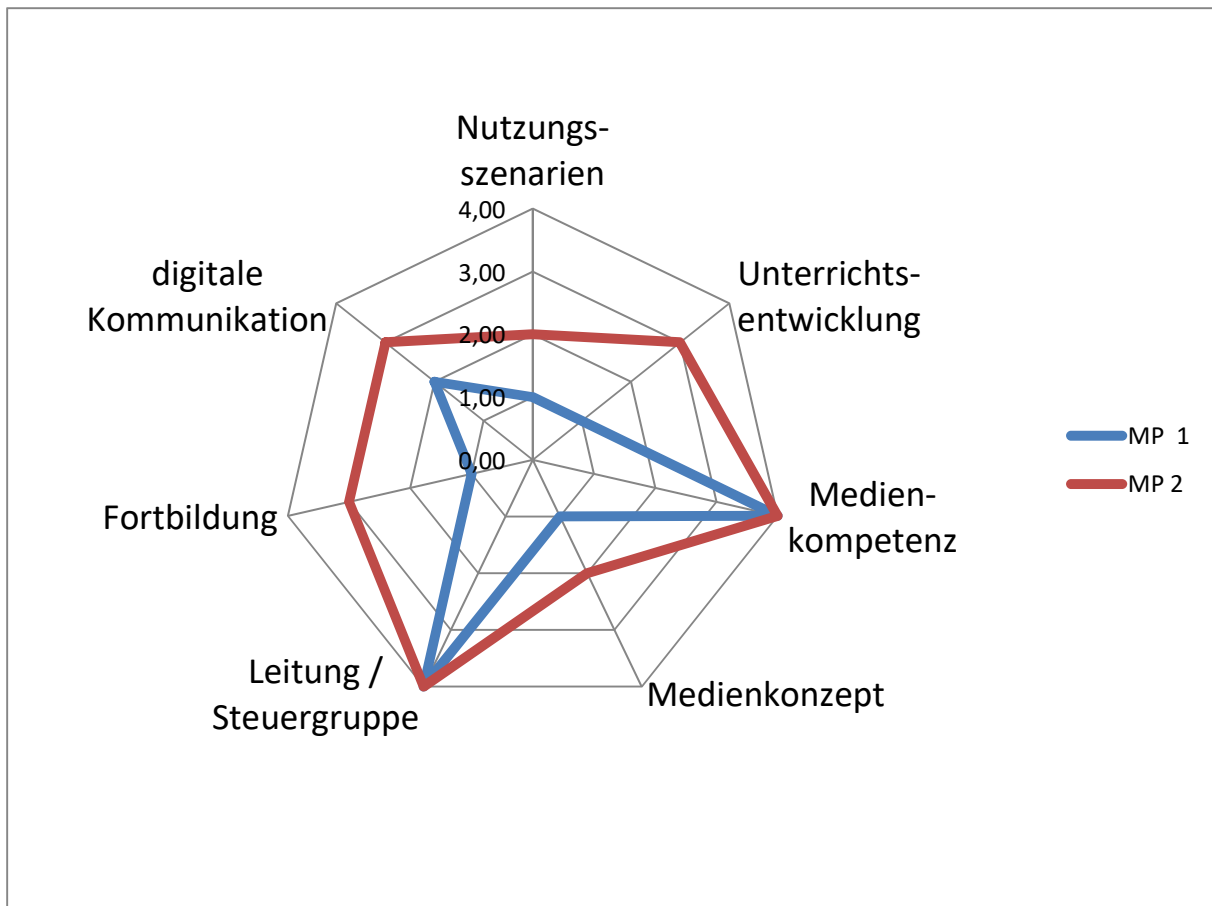 Nutzungs-
szenarien
4,00
3,00
2,00
1,00
0,00
Unterrichts-
entwicklung
Medien-
kompetenz
Medienkonzept
Leitung /
Steuergruppe
Fortbildung
digitale
Kommunikation
MP  1
MP 2